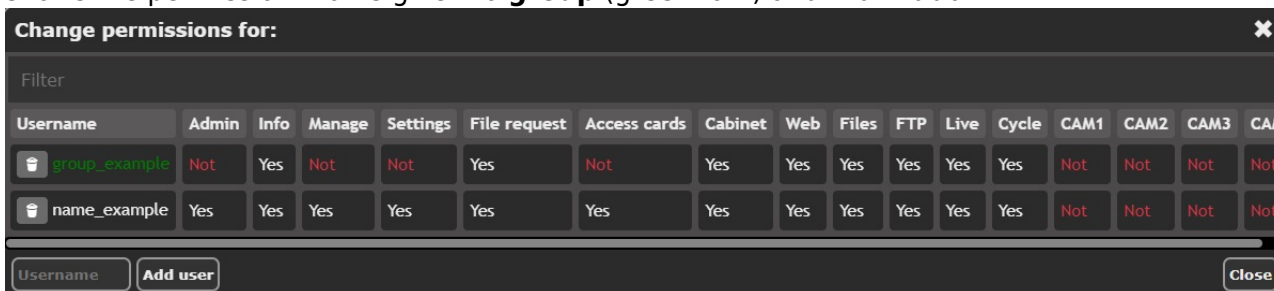 Change permissions for:
Filter
Username Admin Info Manage Settings File request Access cards Cabinet Web Files FTP Live Cycle CAM1 CAM2 CAM3
group_example Not Yes Not Not Yes Not Yes Yes Yes Yes Yes Yes Not Not Not
name_example Yes Yes Yes Yes Yes Yes Yes Yes Yes Yes Yes Yes Not Not Not
Username Add user Close